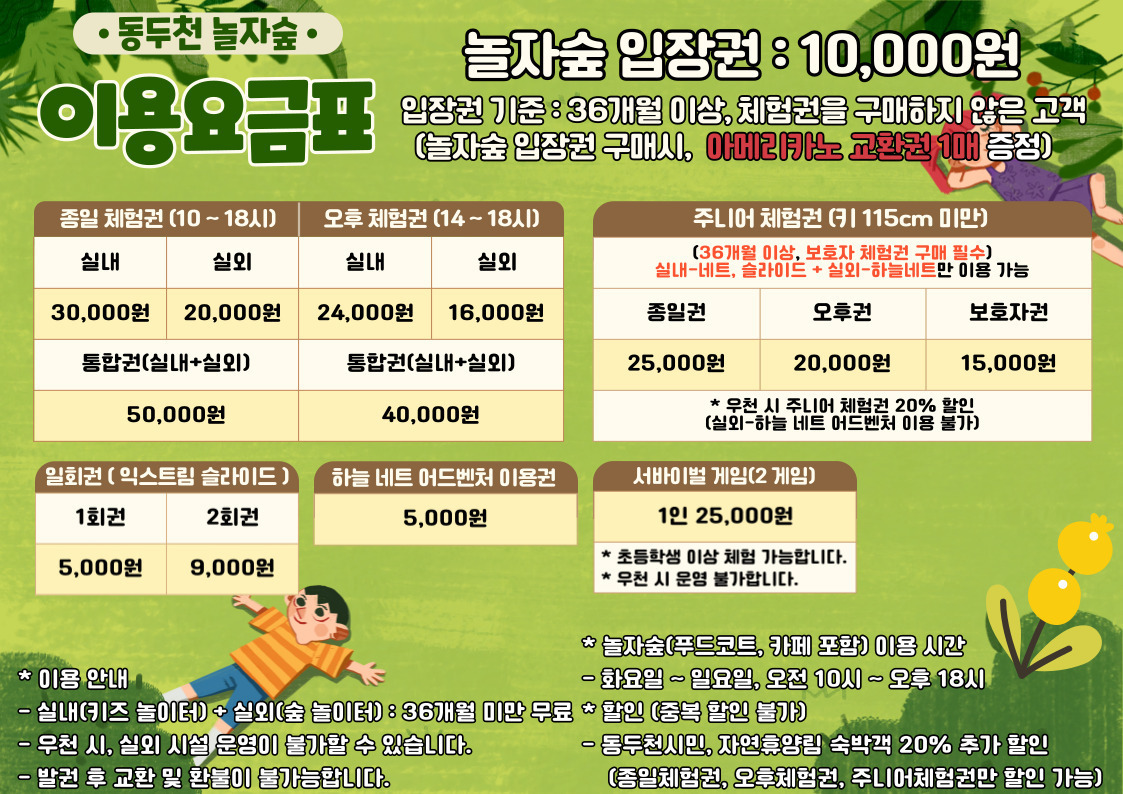 • 동두천 놀자숲 •
이용요금표
놀자숲 입장권 : 10,000원
입장권 기준 : 36개월 이상, 체험권을 구매하지 않은 고객
(놀자숲 입장권 구매시, 아메리카노 교환권 1매 증정)
종일 체험권 (10 ~ 18시) 오후 체험권 (14 ~ 18시)
실내 실외 실내 실외
30,000원 20,000원 24,000원 16,000원
통합권(실내+실외) 통합권(실내+실외)
50,000원 40,000원
주니어 체험권 (키 115cm 미만)
(36개월 이상, 보호자 체험권 구매 필수)
실내-네트, 슬라이드 + 실외-하늘네트만 이용 가능
종일권 오후권 보호자권
25,000원 20,000원 15,000원
* 우천 시 주니어 체험권 20% 할인
(실외-하늘 네트 어드벤처 이용 불가)
일회권 ( 익스트림 슬라이드 )
1회권 2회권
5,000원 9,000원
하늘 네트 어드벤처 이용권
5,000원
서바이벌 게임(2 게임)
1인 25,000원
* 초등학생 이상 체험 가능합니다.
* 우천 시 운영 불가합니다.
* 이용 안내
- 실내(키즈 놀이터) + 실외(숲 놀이터) : 36개월 미만 무료
- 우천 시, 실외 시설 운영이 불가할 수 있습니다.
- 발권 후 교환 및 환불이 불가능합니다.
* 놀자숲(푸드코트, 카페 포함) 이용 시간
- 화요일 ~ 일요일, 오전 10시 ~ 오후 18시
* 할인 (중복 할인 불가)
- 동두천시민, 자연휴양림 숙박객 20% 추가 할인
(종일체험권, 오후체험권, 주니어체험권만 할인 가능)